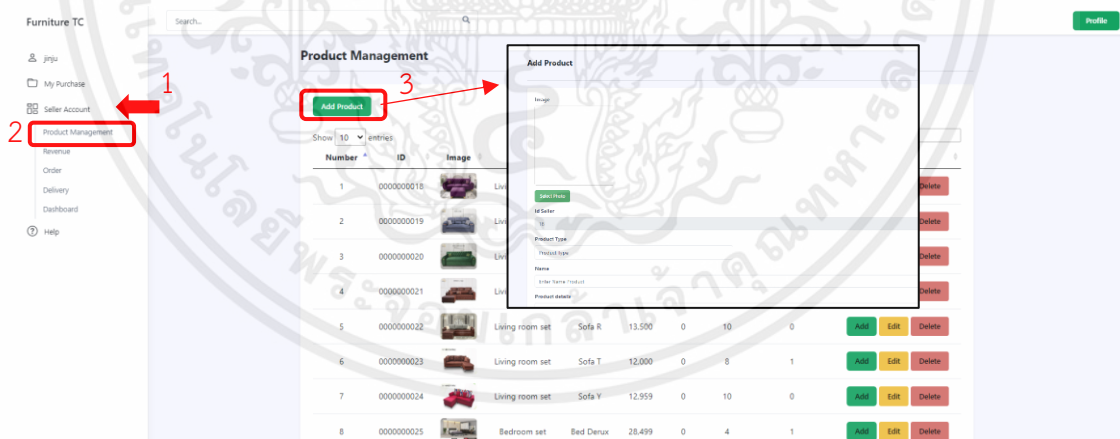 Furniture TC
Search...
Profile
jinju
My Purchase
Seller Account
Product Management
Revenue
Order
Delivery
Dashboard
Help
1
2
3
Product Management
Add Product
Show 10 entries
Number ID Image
1 0000000018 Livi Delete
2 0000000019 Livi Delete
3 0000000020 Livi Delete
4 0000000021 Livi Delete
5 0000000022 Living room set Sofa R 13.500 0 10 0 Add Edit Delete
6 0000000023 Living room set Sofa T 12.000 0 8 1 Add Edit Delete
7 0000000024 Living room set Sofa Y 12.959 0 10 0 Add Edit Delete
8 0000000025 Bedroom set Bed Derux 28.499 0 4 1 Add Edit Delete
Add Product
Image
Select Photo
Id Seller
Product Type
Product type
Name
Enter Name Product
Product details